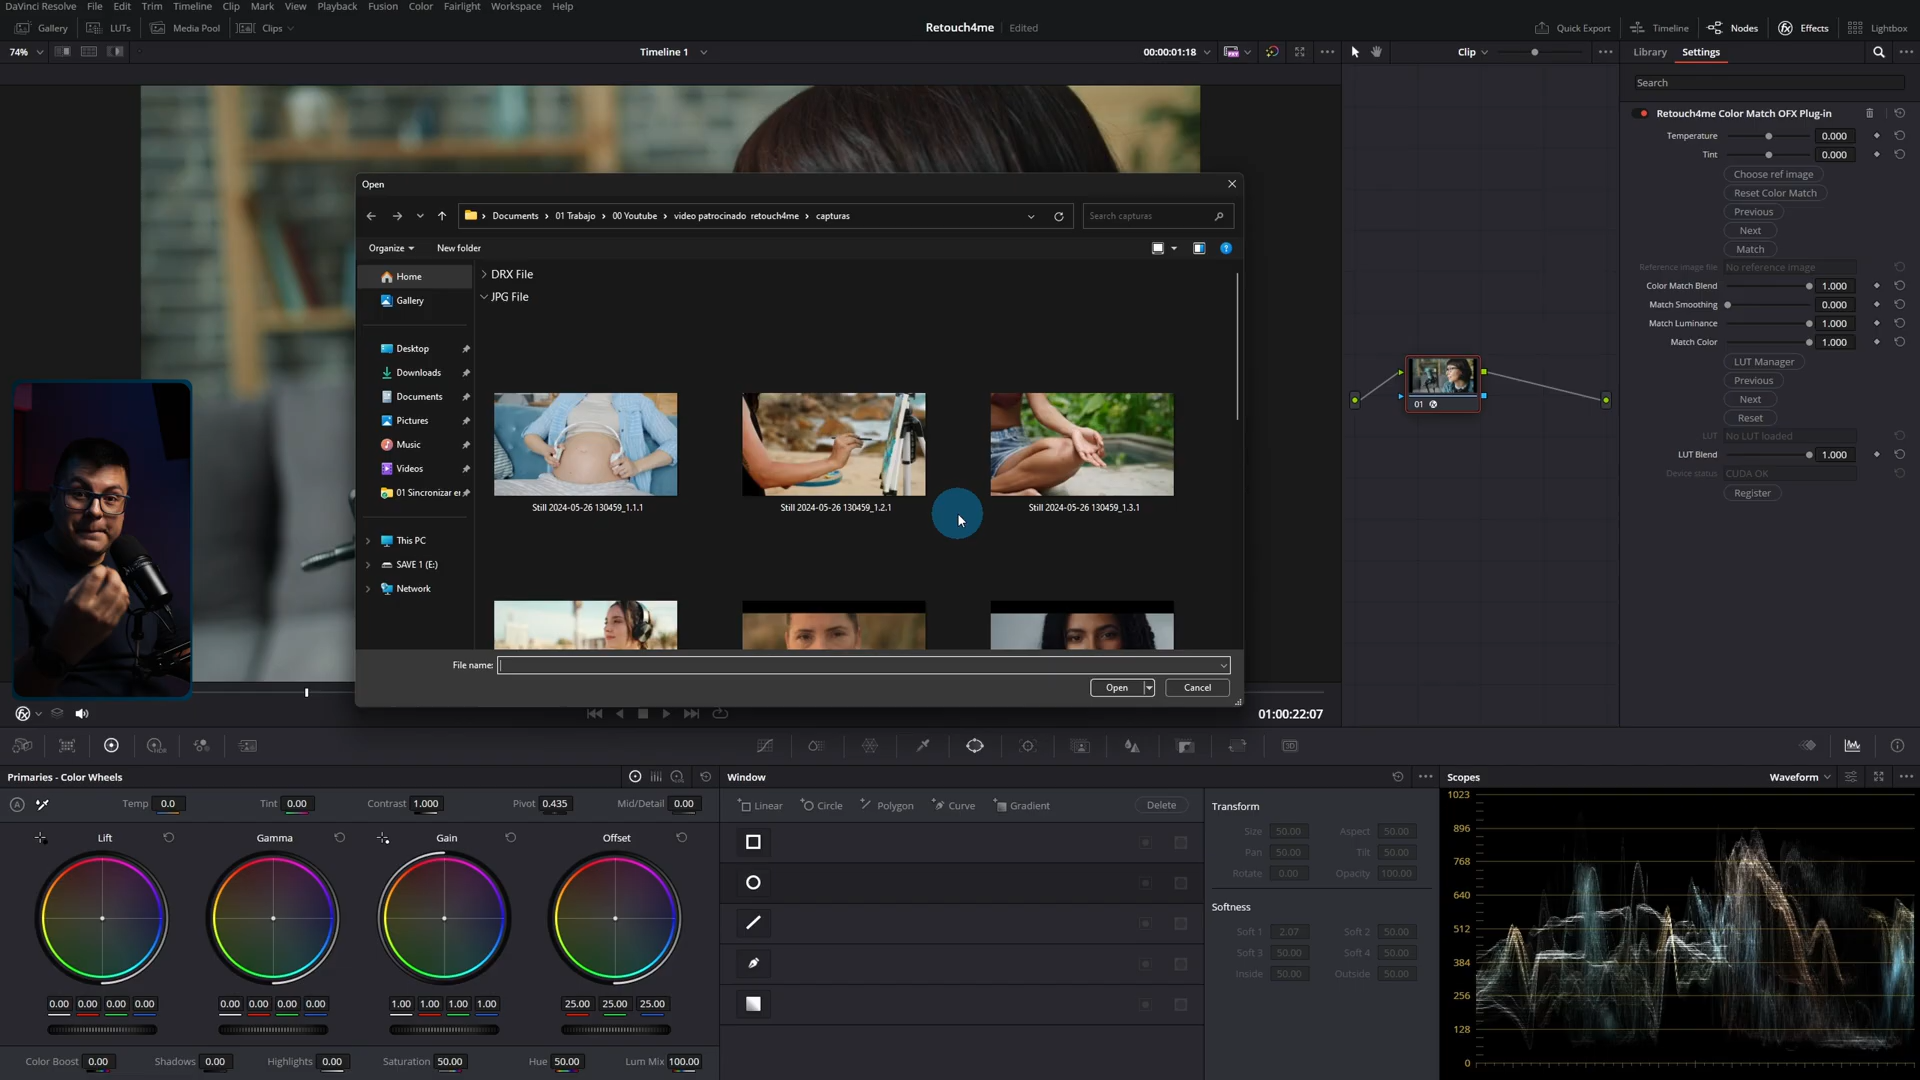 DaVinci Resolve File Edit Trim Timeline Clip Mark View Playback Fusion Color Fairlight Workspace Help
Gallery LUTs Media Pool Clips Retouch4me Edited Quick Export Timeline Nodes Effects Lightbox
74% Timeline 1 00:00:01:18 Clip Library Settings
Search
Retouch4me Color Match OFX Plug-in
Temperature 0.000
Tint 0.000
Choose ref image
Reset Color Match
Previous
Next
Match
Reference image file No reference image
Color Match Blend 1.000
Match Smoothing 0.000
Match Luminance 1.000
Match Color 1.000
LUT Manager
Previous
Next
Reset
LUT No LUT loaded
LUT Blend 1.000
Device status CUDA OK
Register
01
Open
Documents 01 Trabajo 00 Youtube video patrocinado retouch4me capturas Search capturas
Organize New folder
Home
Gallery
Desktop
Downloads
Documents
Pictures
Music
Videos
01 Sincronizar er
This PC
SAVE 1 (E:)
Network
DRX File
JPG File
Still 2024-05-26 130459_1.1.1 Still 2024-05-26 130459_1.2.1 Still 2024-05-26 130459_1.3.1
File name:
Open Cancel
01:00:22:07
Primaries - Color Wheels
Temp 0.0 Tint 0.00 Contrast 1.000 Pivot 0.435 Mid/Detail 0.00
Lift Gamma Gain Offset
0.00 0.00 0.00 0.00 0.00 0.00 0.00 0.00 1.00 1.00 1.00 1.00 25.00 25.00 25.00
Color Boost 0.00 Shadows 0.00 Highlights 0.00 Saturation 50.00 Hue 50.00 Lum Mix 100.00
Window
Linear Circle Polygon Curve Gradient Delete
Transform
Size 50.00 Aspect 50.00
Pan 50.00 Tilt 50.00
Rotate 0.00 Opacity 100.00
Softness
Soft 1 2.07 Soft 2 50.00
Soft 3 50.00 Soft 4 50.00
Inside 50.00 Outside 50.00
Scopes Waveform
1023
896
768
640
512
384
256
128
0